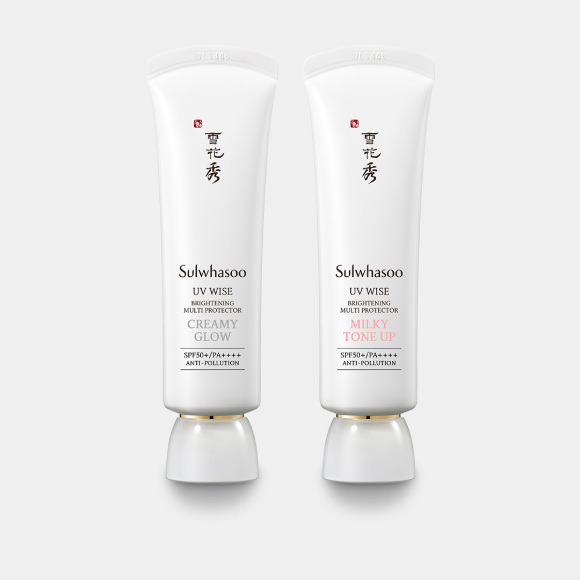 雪
花
秀
Sulwhasoo
UV WISE
BRIGHTENING
MULTI PROTECTOR
CREAMY
GLOW
SPF50+/PA++++
ANTI-POLLUTION
雪
花
秀
Sulwhasoo
UV WISE
BRIGHTENING
MULTI PROTECTOR
MILKY
TONE UP
SPF50+/PA++++
ANTI-POLLUTION